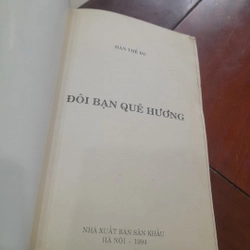 ĐÔI BẠN QUÊ HƯƠNG
NHÀ XUẤT BẢN SÂN KHẤU
HÀ NỘI - 1994